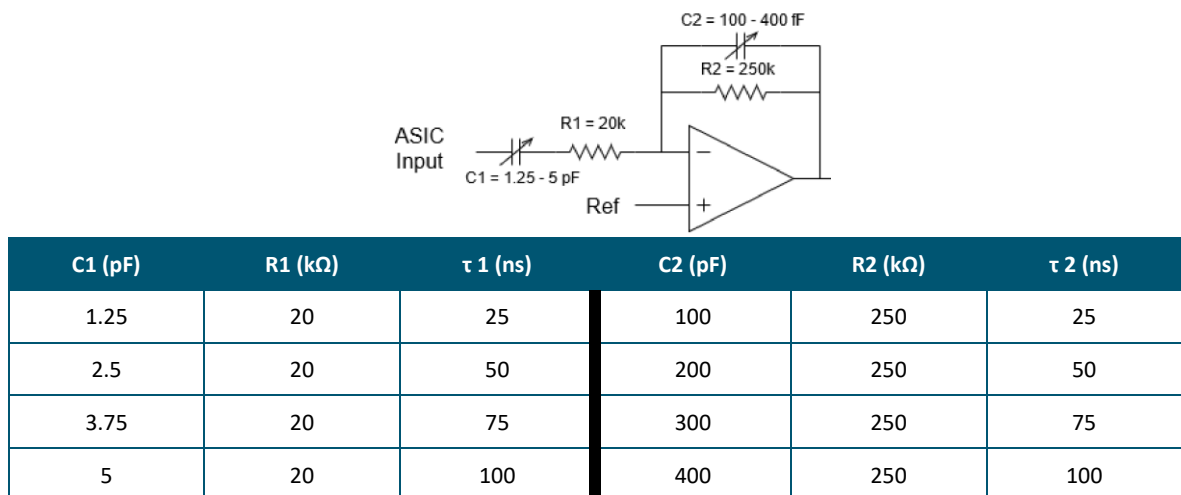 C2 = 100 - 400 fF
R2 = 250k
R1 = 20k
ASIC
Input
C1 = 1.25 - 5 pF
−
Ref
+
C1 (pF) R1 (kΩ) τ 1 (ns) C2 (pF) R2 (kΩ) τ 2 (ns)
1.25 20 25 100 250 25
2.5 20 50 200 250 50
3.75 20 75 300 250 75
5 20 100 400 250 100